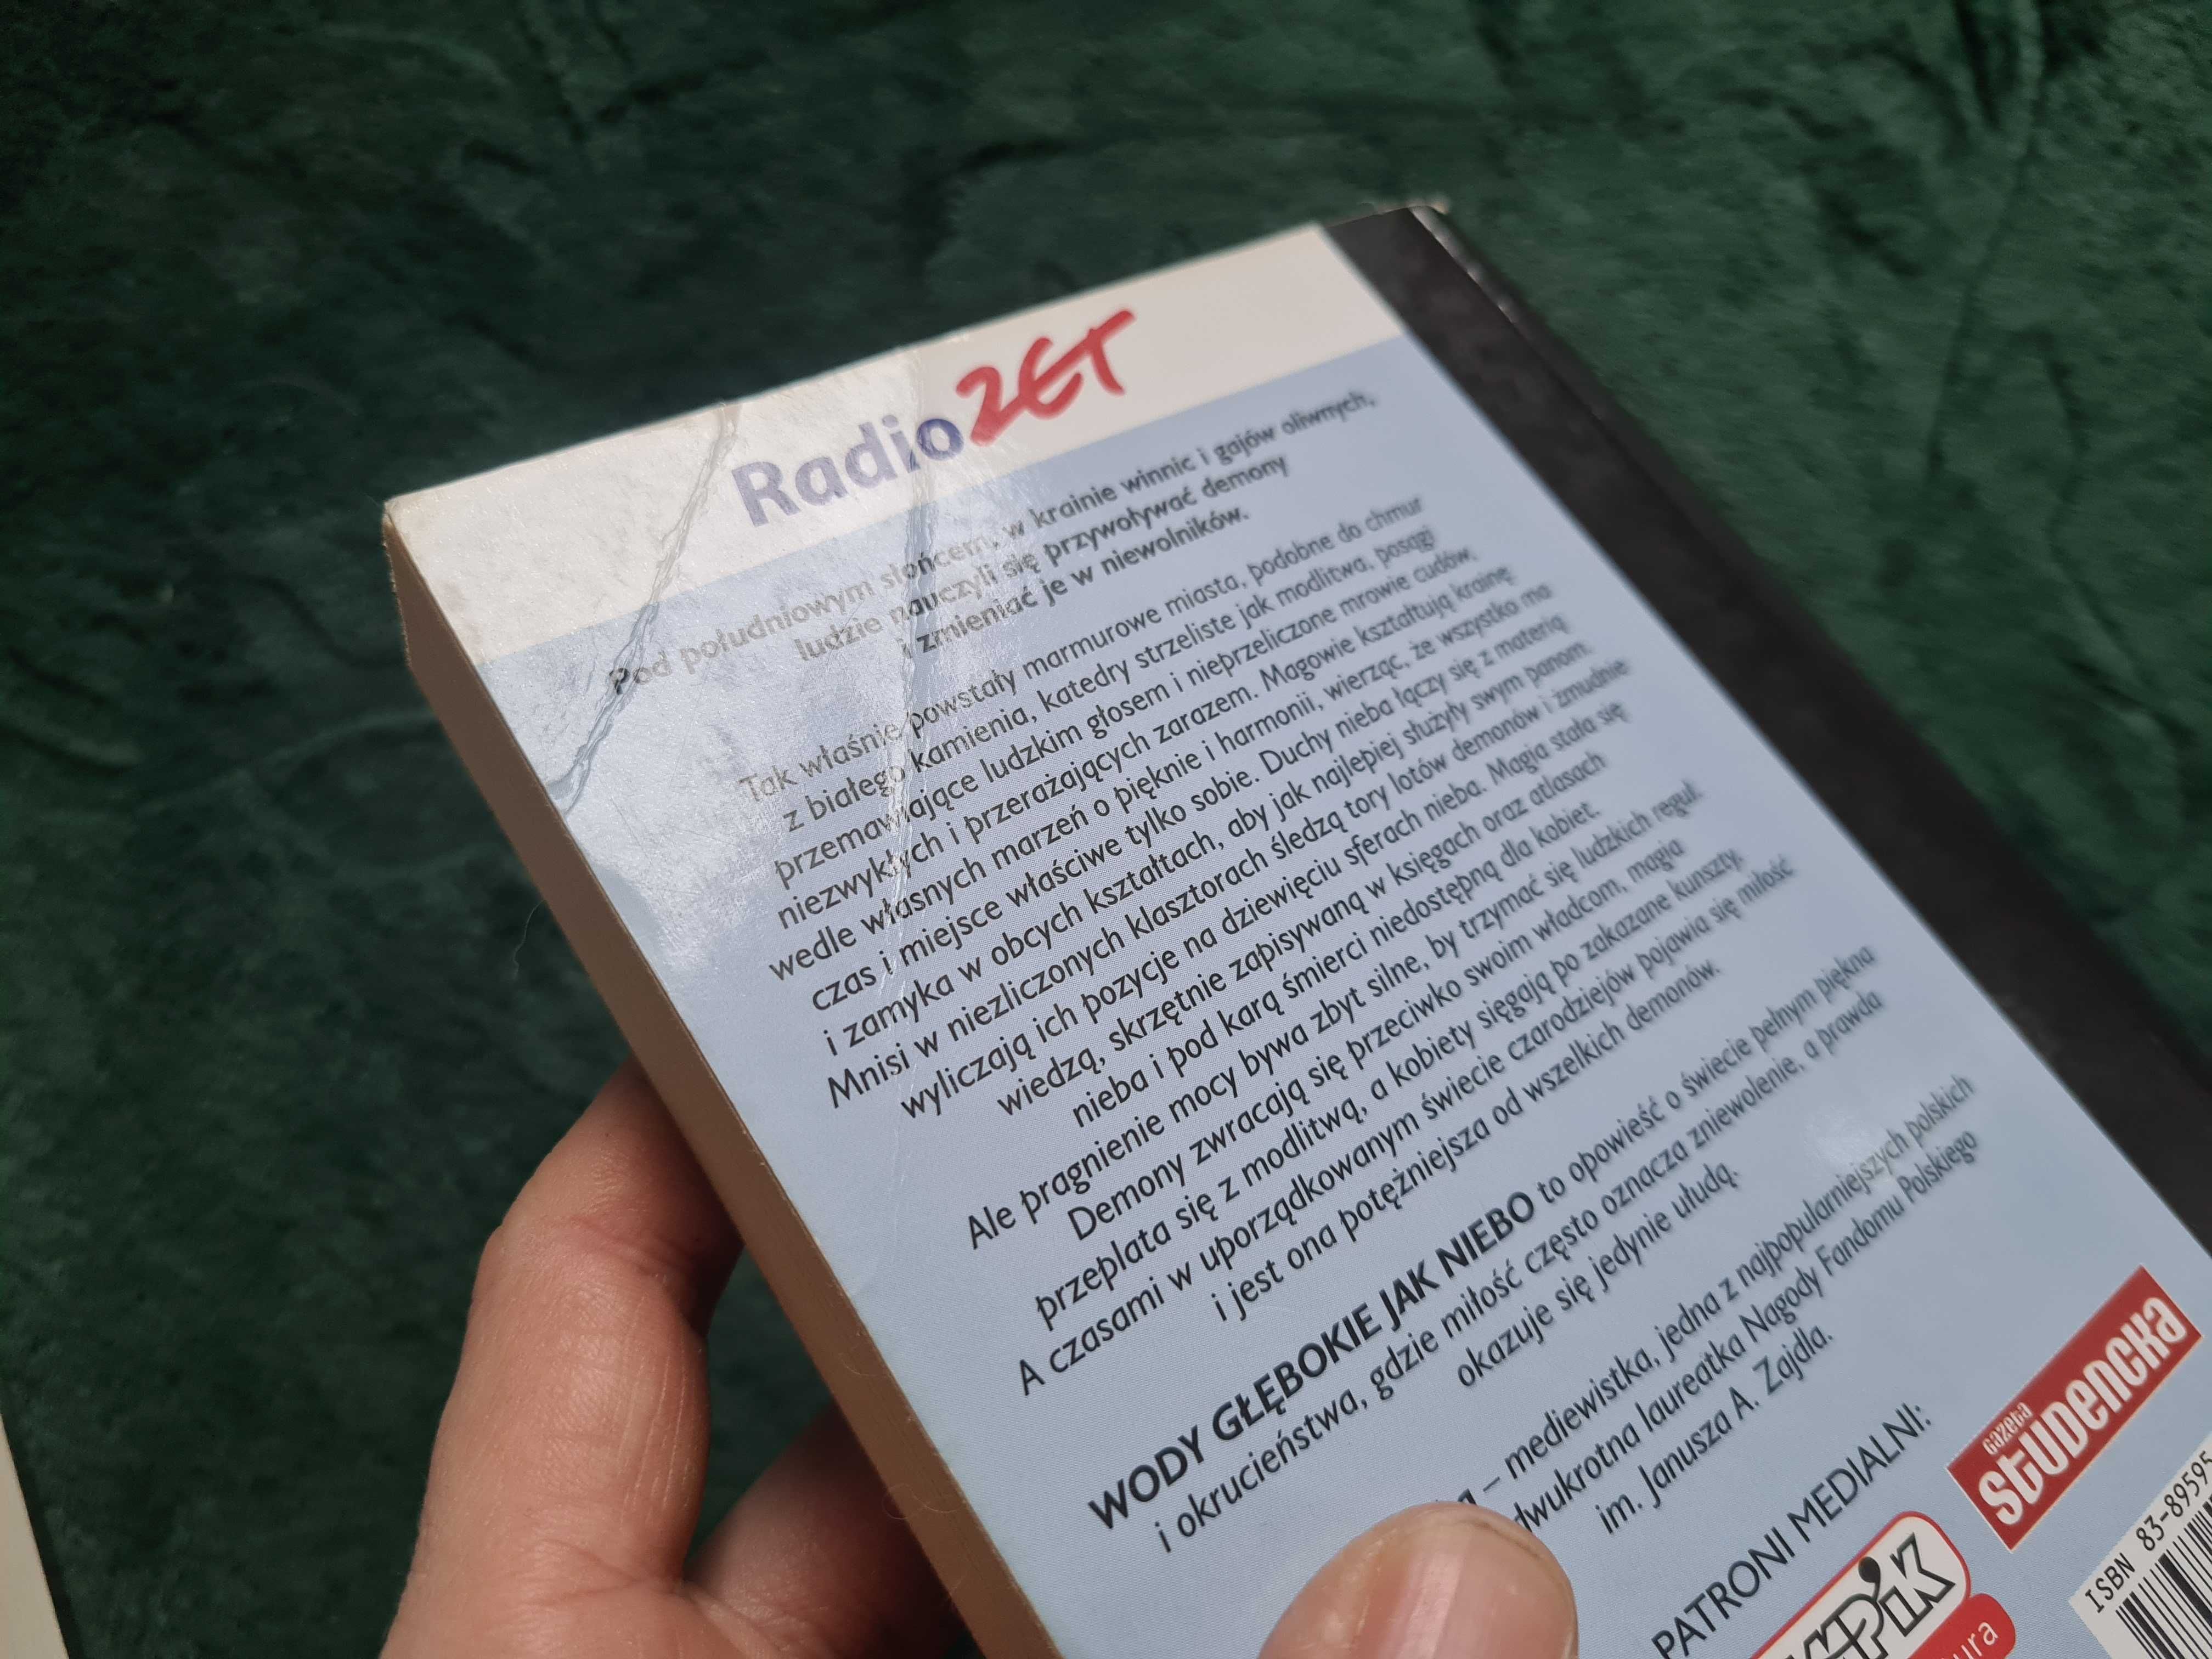 Radio ZET
Pod południowym słońcem, w krainie winnic i gajów oliwnych,
ludzie nauczyli się przywoływać demony
i zmieniać je w niewolników.
Tak właśnie powstały marmurowe miasta, podobne do chmur
z białego kamienia, katedry strzeliste jak modlitwa, posągi
przemawiające ludzkim głosem i nieprzeliczone mrowie cudów,
niezwykłych i przerażających zarazem. Magowie kształtują krainę
wedle własnych marzeń o pięknie i harmonii, wierząc, że wszystko ma
czas i miejsce właściwe tylko sobie. Duchy nieba łączy się z materią
i zamyka w obcych kształtach, aby jak najlepiej służyły swym panom.
Mnisi w niezliczonych klasztorach śledzą tory lotów demonów i żmudnie
wyliczają ich pozycje na dziewięciu sferach nieba. Magia stała się
wiedzą, skrzętnie zapisywaną w księgach oraz atlasach
nieba i pod karą śmierci niedostępną dla kobiet.
Ale pragnienie mocy bywa zbyt silne, by trzymać się ludzkich reguł.
Demony zwracają się przeciwko swoim władcom, magia
przeplata się z modlitwą, a kobiety sięgają po zakazane kunszty.
A czasami w uporządkowanym świecie czarodziejów pojawia się miłość
i jest ona potężniejsza od wszelkich demonów.
WODY GŁĘBOKIE JAK NIEBO to opowieść o świecie pełnym piękna
i okrucieństwa, gdzie miłość często oznacza zniewolenie, a prawda
okazuje się jedynie ułudą.
– mediewistka, jedna z najpopularniejszych polskich
dwukrotna laureatka Nagody Fandomu Polskiego
im. Janusza A. Zajdla.
PATRONI MEDIALNI:
GAZETA
STUDENCKA
ISBN 83-89595